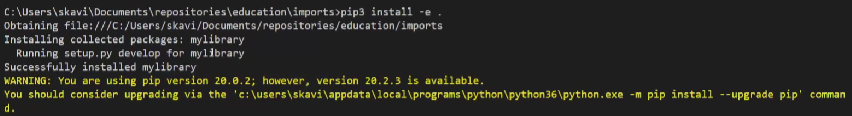 C:\Users\skavi\Documents\repositories\education\imports>pip3 install -e .
Obtaining file:///C:/Users/skavi/Documents/repositories/education/imports
Installing collected packages: mylibrary
  Running setup.py develop for mylibrary
Successfully installed mylibrary
WARNING: You are using pip version 20.0.2; however, version 20.2.3 is available.
You should consider upgrading via the 'c:\users\skavi\appdata\local\programs\python\python36\python.exe -m pip install --upgrade pip' comman
d.